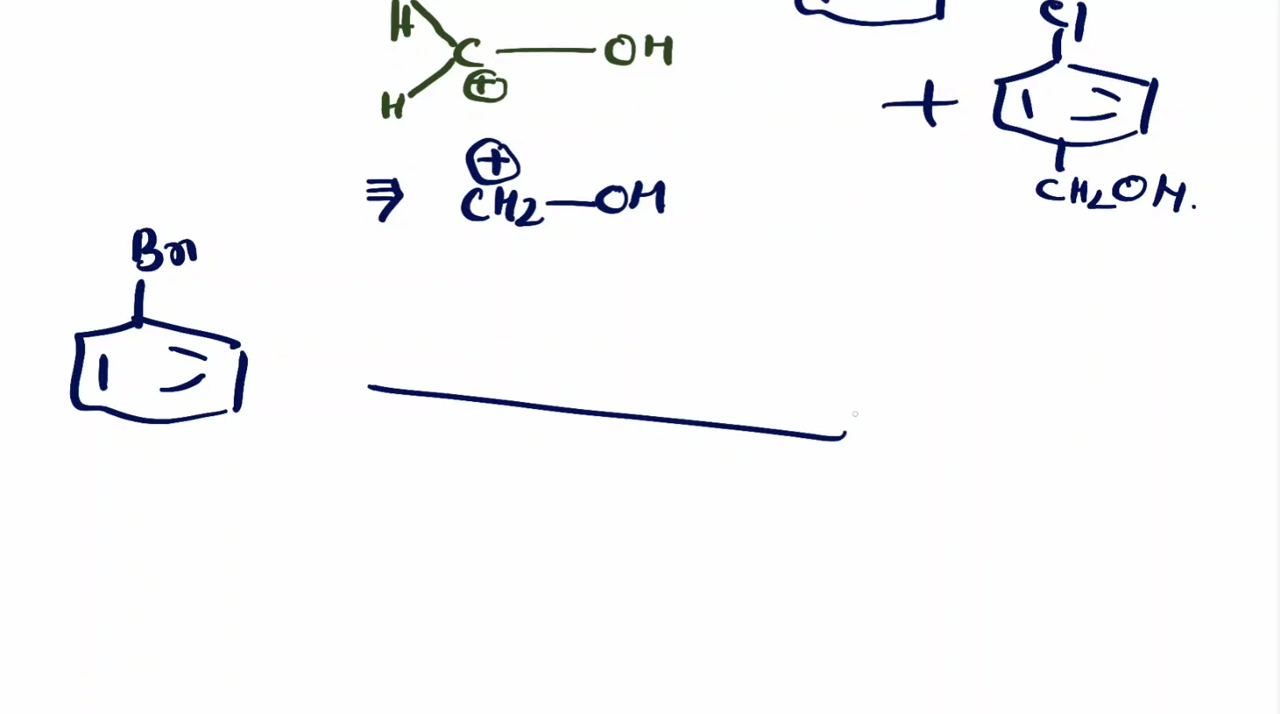 H
C — OH
⊕
H
Cl
+
CH2OH.
⊕
⇒ CH2—OH
Br